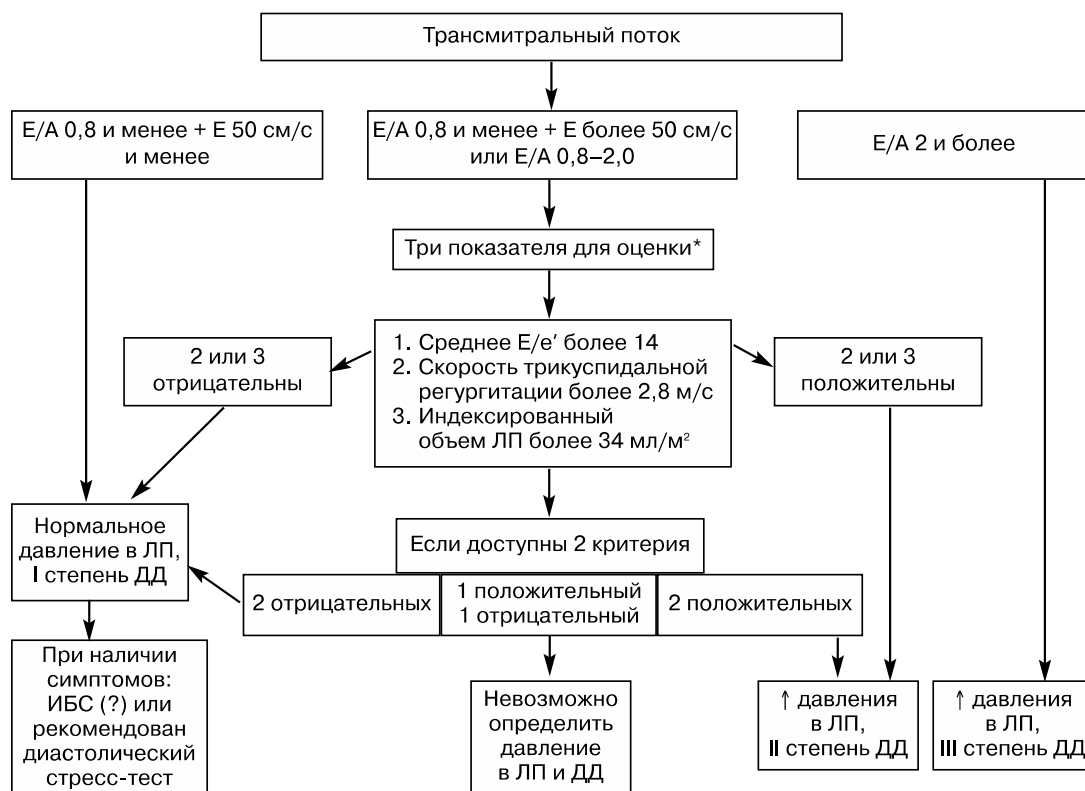 Трансмитральный поток
E/A 0,8 и менее + E 50 см/с
и менее
E/A 0,8 и менее + E более 50 см/с
или E/A 0,8–2,0
E/A 2 и более
Три показателя для оценки*
2 или 3
отрицательны
1. Среднее E/e′ более 14
2. Скорость трикуспидальной
регургитации более 2,8 м/с
3. Индексированный
объем ЛП более 34 мл/м²
2 или 3
положительны
Нормальное
давление в ЛП,
I степень ДД
Если доступны 2 критерия
2 отрицательных
1 положительный
1 отрицательный
2 положительных
При наличии
симптомов:
ИБС (?) или
рекомендован
диастолический
стресс-тест
Невозможно
определить
давление
в ЛП и ДД
↑ давления
в ЛП,
II степень ДД
↑ давления
в ЛП,
III степень ДД